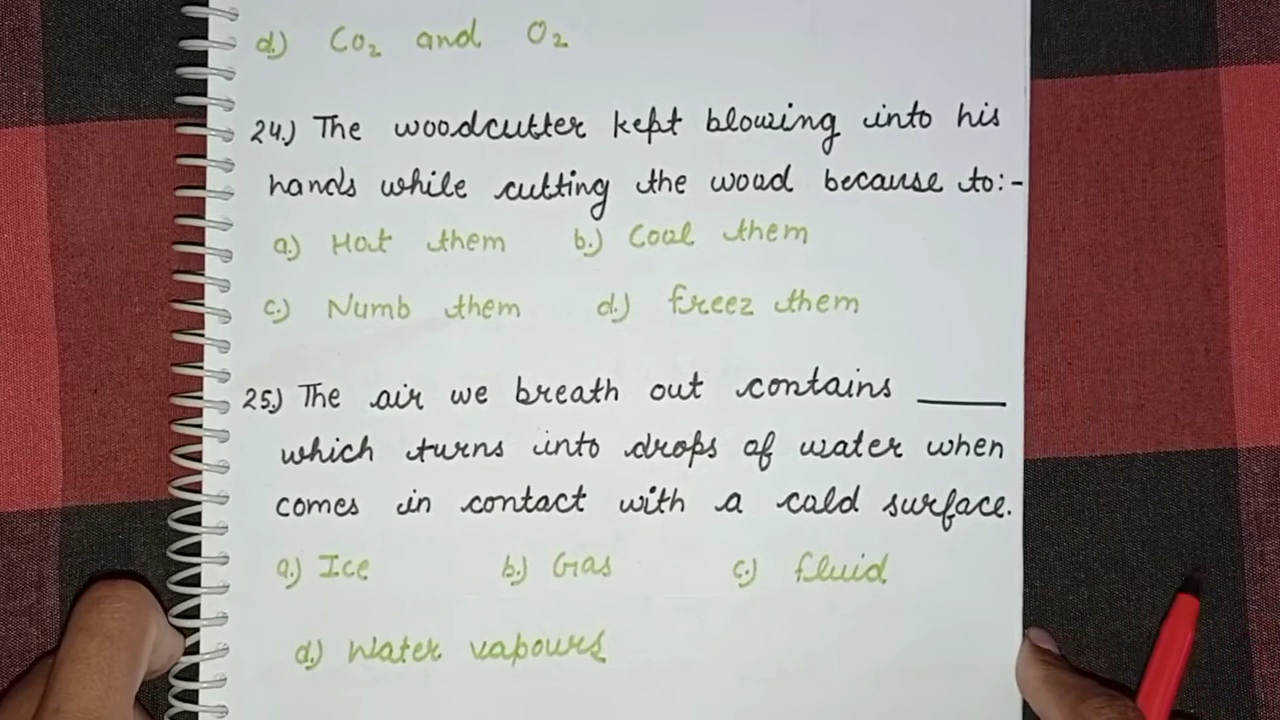 d.) CO2 and O2
24.) The woodcutter kept blowing into his
hands while cutting the wood because to:-
a.) Hot them b.) Cool them
c.) Numb them d.) freez them
25.) The air we breath out contains ____
which turns into drops of water when
comes in contact with a cold surface.
a.) Ice b.) Gas c.) fluid
d.) Water vapours